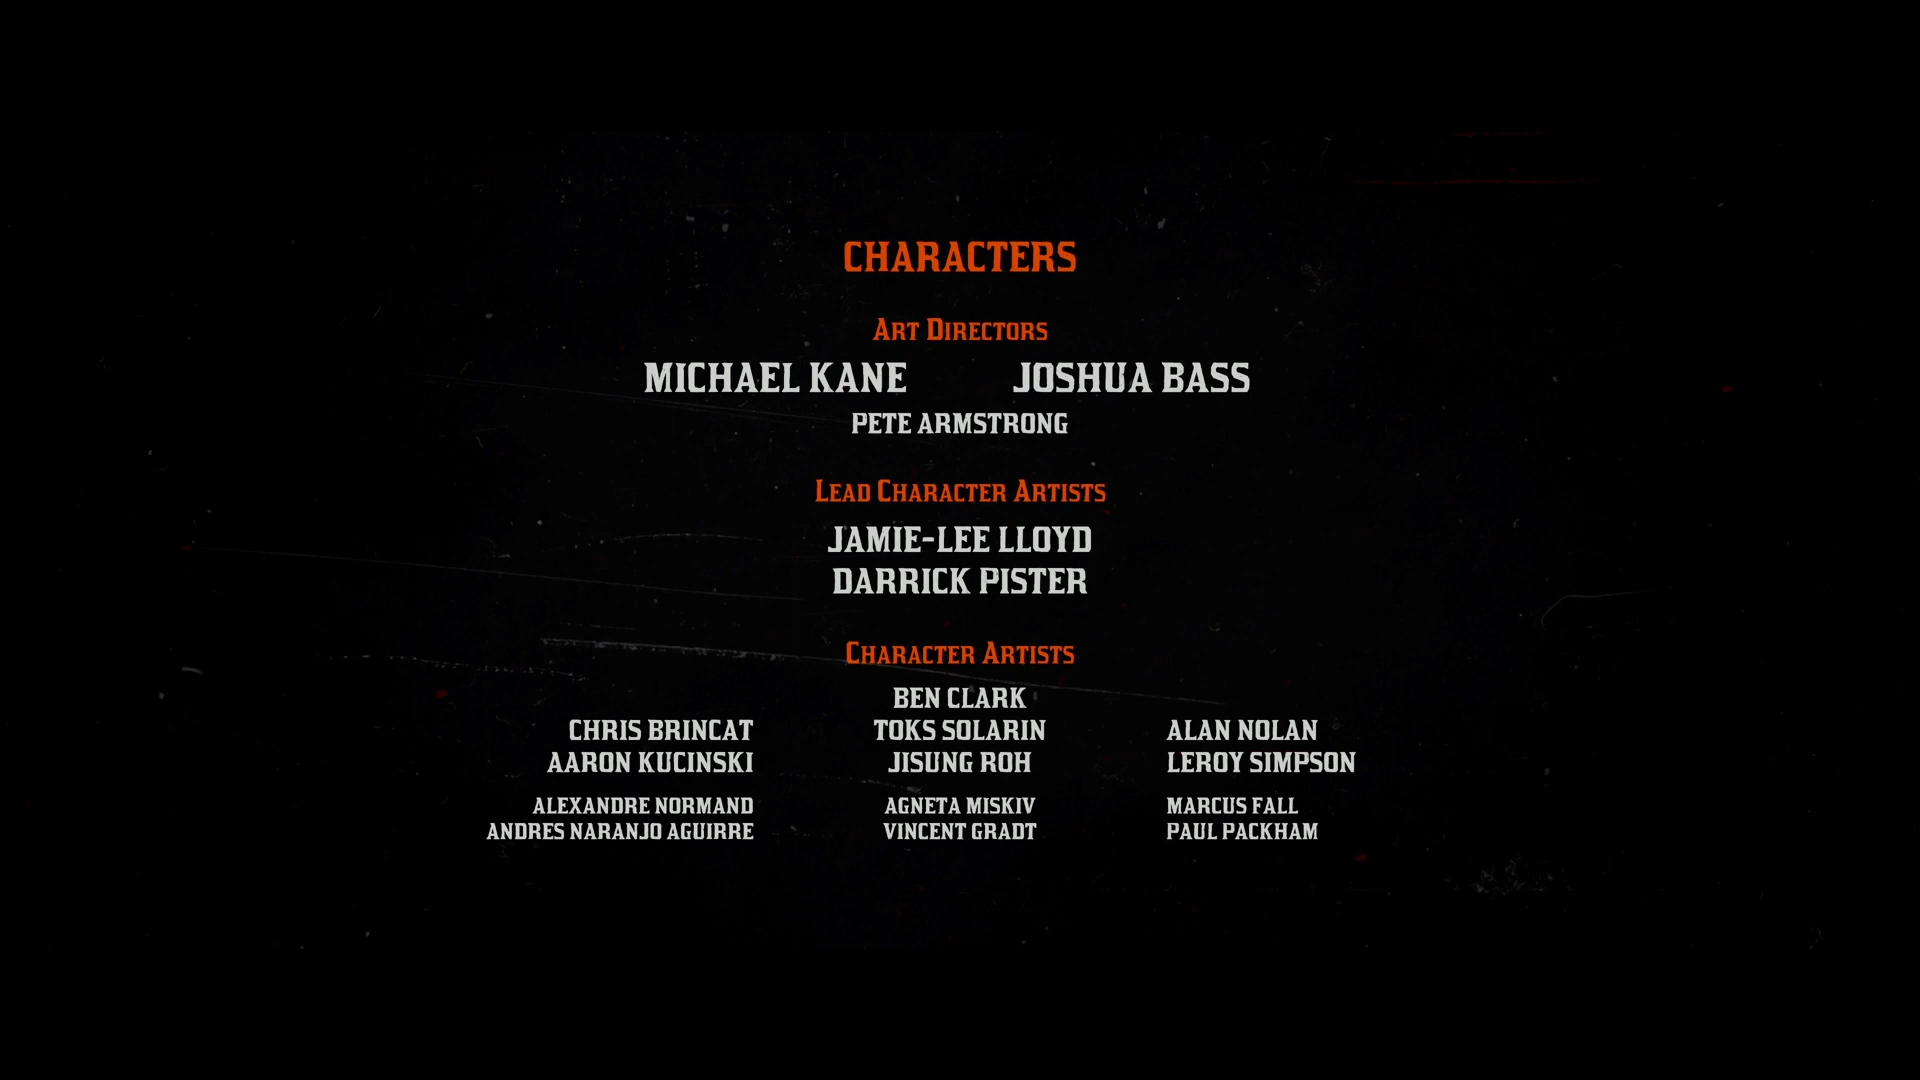 CHARACTERS
ART DIRECTORS
MICHAEL KANE JOSHUA BASS
PETE ARMSTRONG
LEAD CHARACTER ARTISTS
JAMIE-LEE LLOYD
DARRICK PISTER
CHARACTER ARTISTS
BEN CLARK
CHRIS BRINCAT TOKS SOLARIN ALAN NOLAN
AARON KUCINSKI JISUNG ROH LEROY SIMPSON
ALEXANDRE NORMAND AGNETA MISKIV MARCUS FALL
ANDRES NARANJO AGUIRRE VINCENT GRADT PAUL PACKHAM